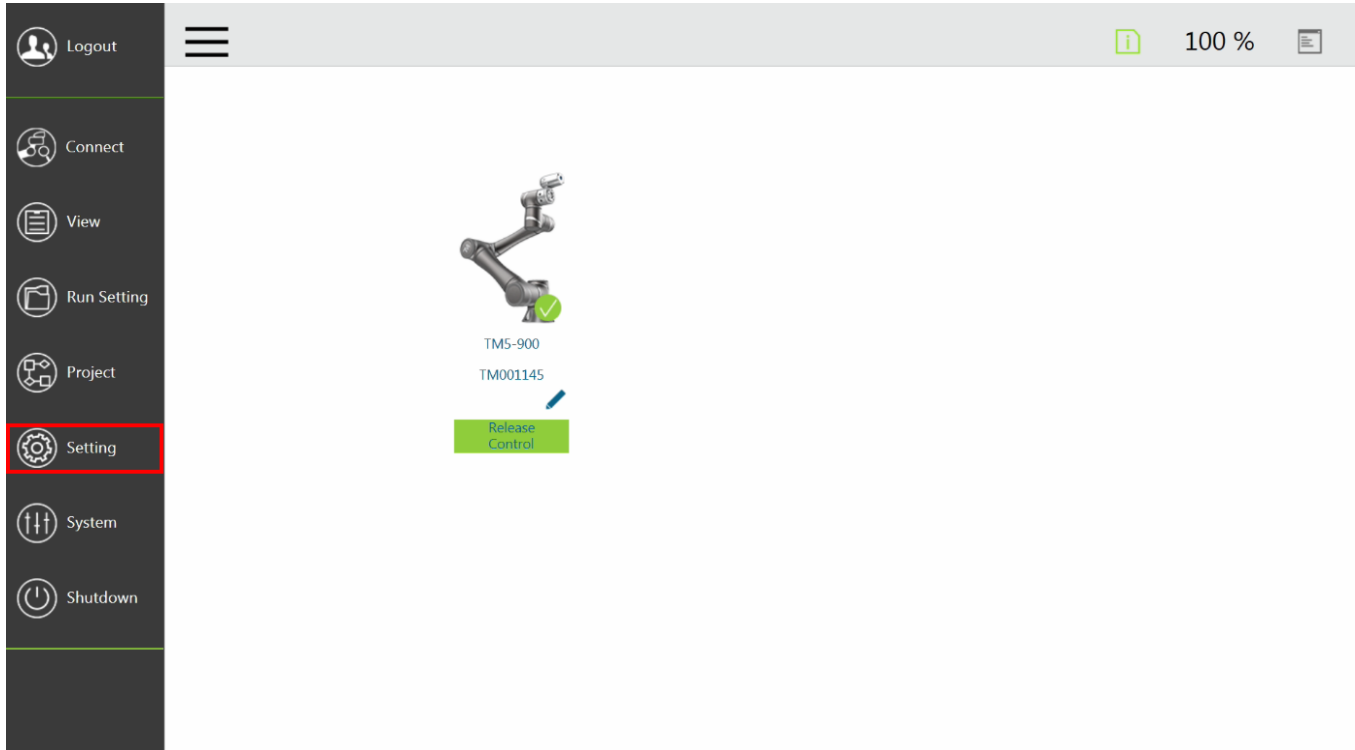 Logout
100 %
Connect
View
Run Setting
Project
Setting
System
Shutdown
TM5-900
TM001145
Release
Control